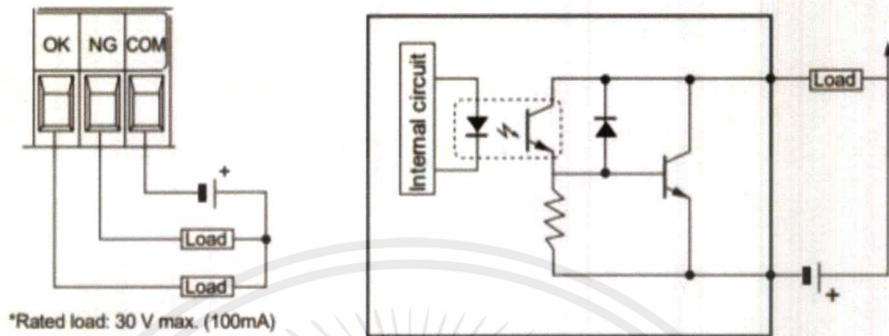 OK NG COM
+
Load
Load
*Rated load: 30 V max. (100mA)
Internal circuit
Load
+